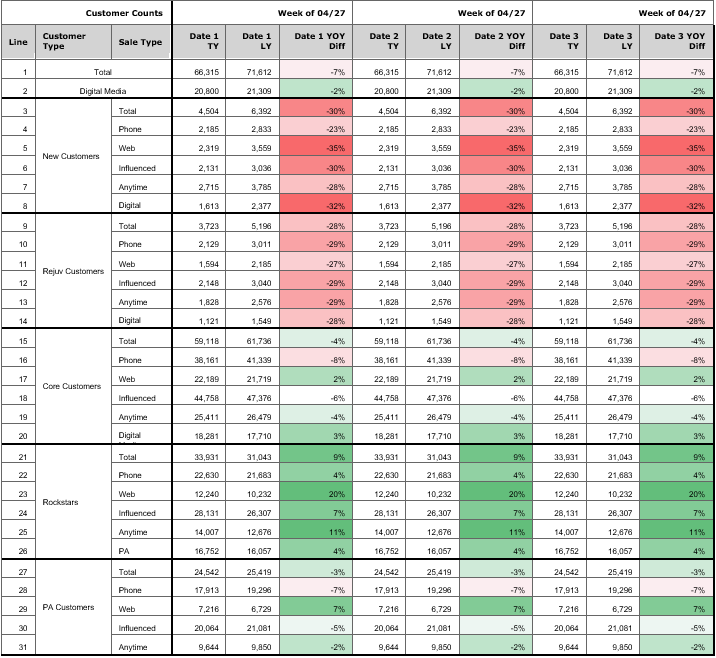 Customer Counts Week of 04/27 Week of 04/27 Week of 04/27
Line Customer Type Sale Type Date 1 TY Date 1 LY Date 1 YOY Diff Date 2 TY Date 2 LY Date 2 YOY Diff Date 3 TY Date 3 LY Date 3 YOY Diff
1 Total 66,315 71,612 -7% 66,315 71,612 -7% 66,315 71,612 -7%
2 Digital Media 20,800 21,309 -2% 20,800 21,309 -2% 20,800 21,309 -2%
3 Total 4,504 6,392 -30% 4,504 6,392 -30% 4,504 6,392 -30%
4 Phone 2,185 2,833 -23% 2,185 2,833 -23% 2,185 2,833 -23%
5 Web 2,319 3,559 -35% 2,319 3,559 -35% 2,319 3,559 -35%
New Customers
6 Influenced 2,131 3,036 -30% 2,131 3,036 -30% 2,131 3,036 -30%
7 Anytime 2,715 3,785 -28% 2,715 3,785 -28% 2,715 3,785 -28%
8 Digital 1,613 2,377 -32% 1,613 2,377 -32% 1,613 2,377 -32%
9 Total 3,723 5,196 -28% 3,723 5,196 -28% 3,723 5,196 -28%
10 Phone 2,129 3,011 -29% 2,129 3,011 -29% 2,129 3,011 -29%
11 Web 1,594 2,185 -27% 1,594 2,185 -27% 1,594 2,185 -27%
Rejuv Customers
12 Influenced 2,148 3,040 -29% 2,148 3,040 -29% 2,148 3,040 -29%
13 Anytime 1,828 2,576 -29% 1,828 2,576 -29% 1,828 2,576 -29%
14 Digital 1,121 1,549 -28% 1,121 1,549 -28% 1,121 1,549 -28%
15 Total 59,118 61,736 -4% 59,118 61,736 -4% 59,118 61,736 -4%
16 Phone 38,161 41,339 -8% 38,161 41,339 -8% 38,161 41,339 -8%
17 Web 22,189 21,719 2% 22,189 21,719 2% 22,189 21,719 2%
Core Customers
18 Influenced 44,758 47,376 -6% 44,758 47,376 -6% 44,758 47,376 -6%
19 Anytime 25,411 26,479 -4% 25,411 26,479 -4% 25,411 26,479 -4%
20 Digital 18,281 17,710 3% 18,281 17,710 3% 18,281 17,710 3%
21 Total 33,931 31,043 9% 33,931 31,043 9% 33,931 31,043 9%
22 Phone 22,630 21,683 4% 22,630 21,683 4% 22,630 21,683 4%
23 Web 12,240 10,232 20% 12,240 10,232 20% 12,240 10,232 20%
Rockstars
24 Influenced 28,131 26,307 7% 28,131 26,307 7% 28,131 26,307 7%
25 Anytime 14,007 12,676 11% 14,007 12,676 11% 14,007 12,676 11%
26 PA 16,752 16,057 4% 16,752 16,057 4% 16,752 16,057 4%
27 Total 24,542 25,419 -3% 24,542 25,419 -3% 24,542 25,419 -3%
28 Phone 17,913 19,296 -7% 17,913 19,296 -7% 17,913 19,296 -7%
29 PA Customers Web 7,216 6,729 7% 7,216 6,729 7% 7,216 6,729 7%
30 Influenced 20,064 21,081 -5% 20,064 21,081 -5% 20,064 21,081 -5%
31 Anytime 9,644 9,850 -2% 9,644 9,850 -2% 9,644 9,850 -2%